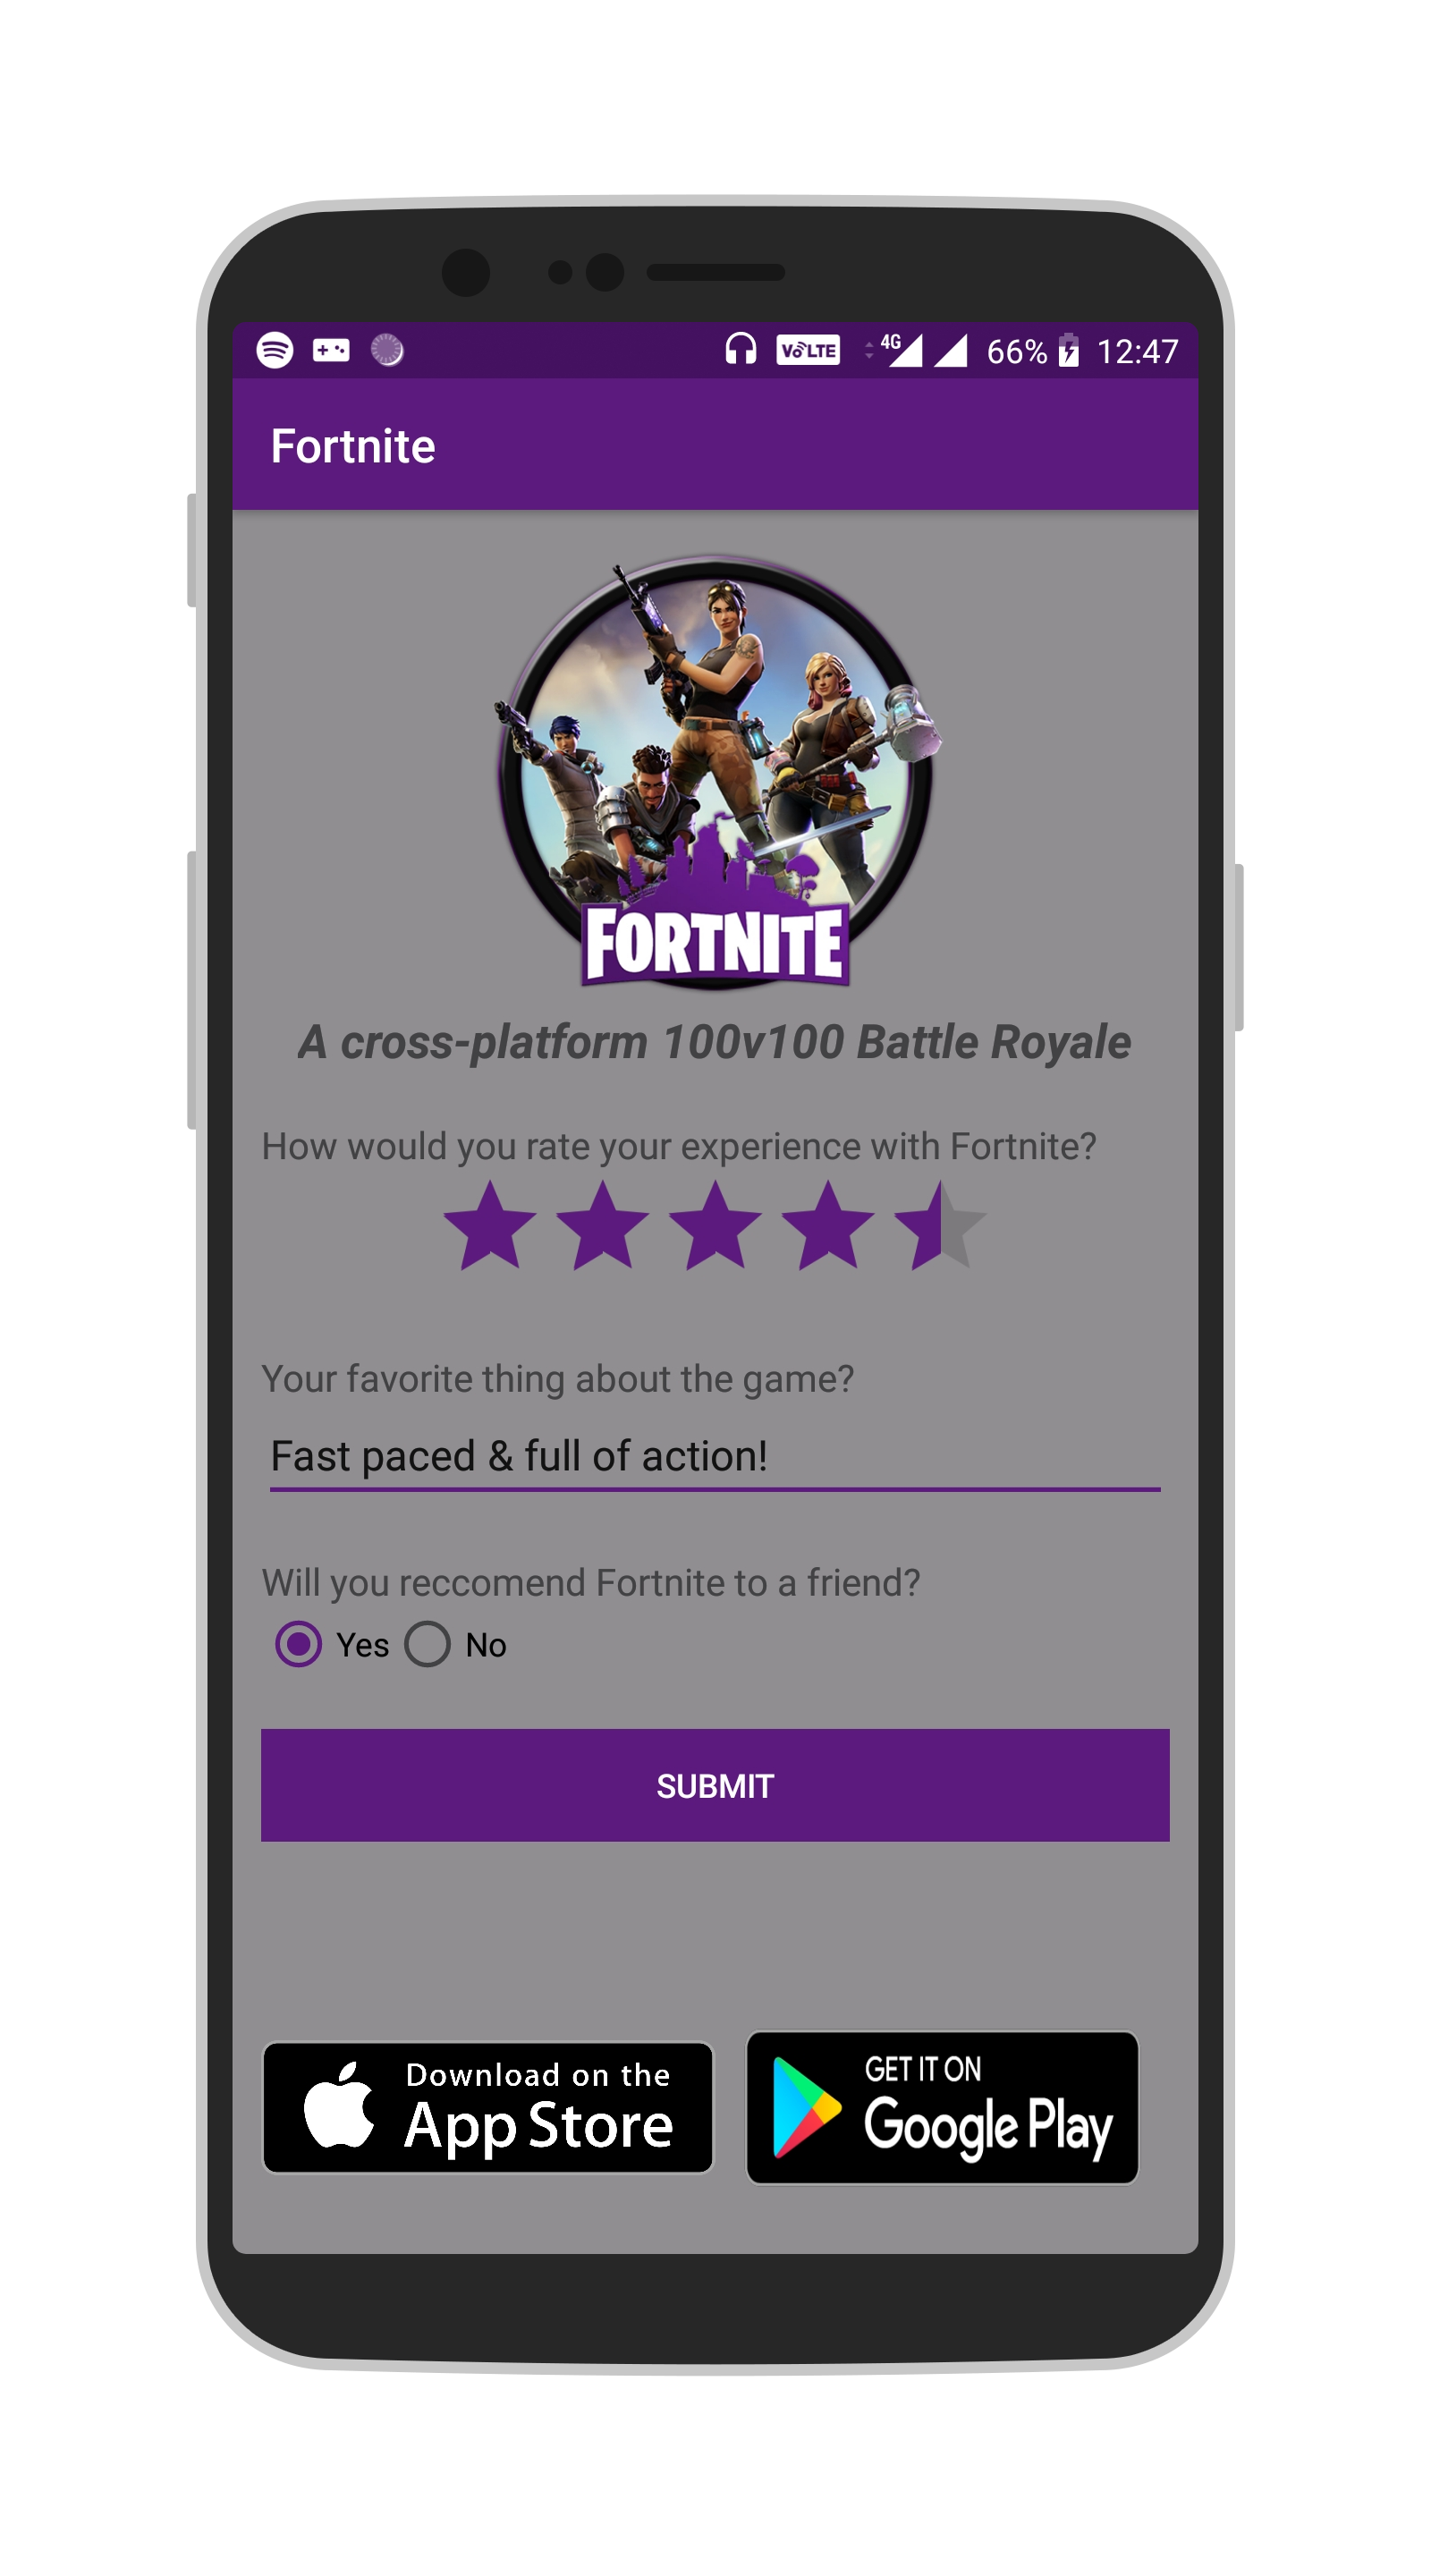 VoLTE 4G 66% 12:47
Fortnite
FORTNITE
A cross-platform 100v100 Battle Royale
How would you rate your experience with Fortnite?
Your favorite thing about the game?
Fast paced & full of action!
Will you reccomend Fortnite to a friend?
Yes No
SUBMIT
Download on the
App Store
GET IT ON
Google Play